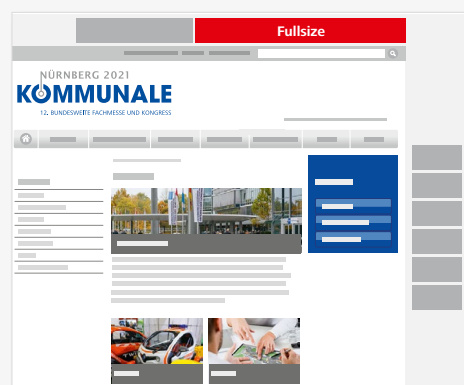 Fullsize
NÜRNBERG 2021
KOMMUNALE
12. BUNDESWEITE FACHMESSE UND KONGRESS